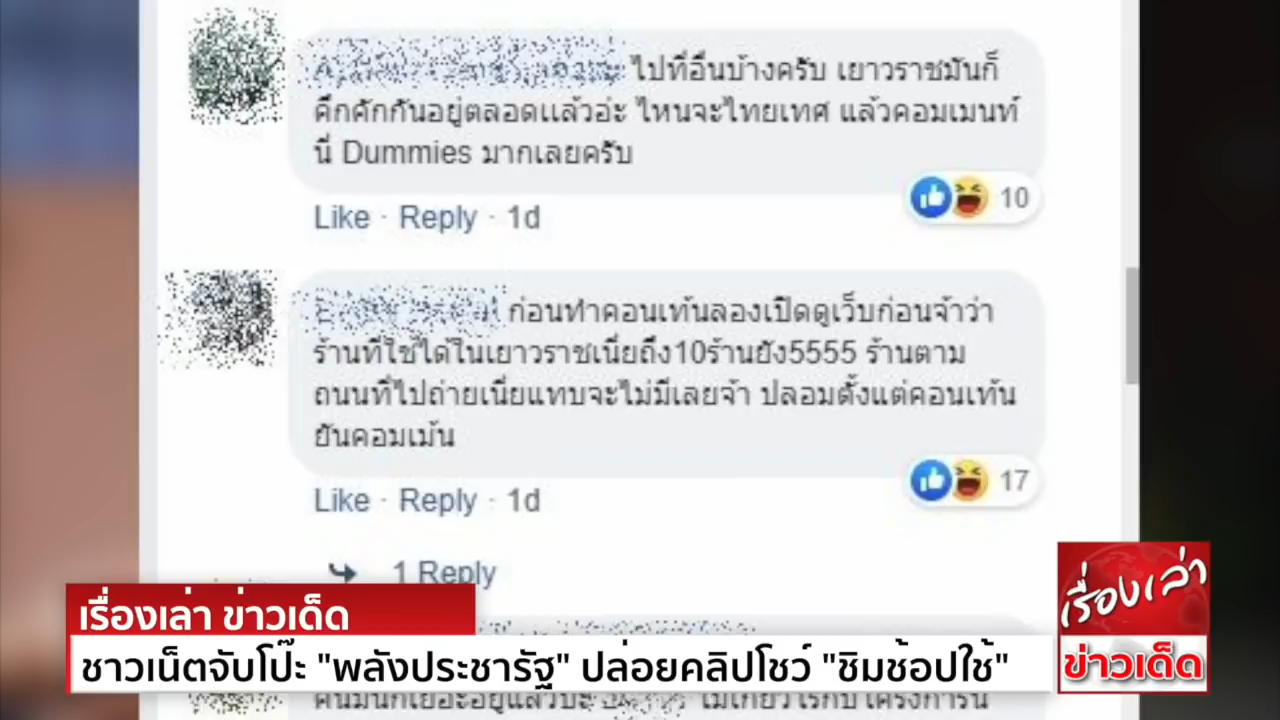 ไปที่อื่นบ้างครับ เยาวราชมันก็
คึกคักกันอยู่ตลอดแล้วอ่ะ ไหนจะไทยเทศ แล้วคอมเมนท์
นี่ Dummies มากเลยครับ
10
Like · Reply · 1d
ก่อนทำคอนเท้นลองเปิดดูเว็บก่อนจ้าว่า
ร้านที่ใช้ได้ในเยาวราชเนี่ยถึง10ร้านยัง5555 ร้านตาม
ถนนที่ไปถ่ายเนี่ยแทบจะไม่มีเลยจ้า ปลอมตั้งแต่คอนเท้น
ยันคอมเม้น
17
Like · Reply · 1d
1 Reply
เรื่องเล่า ข่าวเด็ด
ชาวเน็ตจับโป๊ะ "พลังประชารัฐ" ปล่อยคลิปโชว์ "ชิมช้อปใช้"
เรื่องเล่า
ข่าวเด็ด